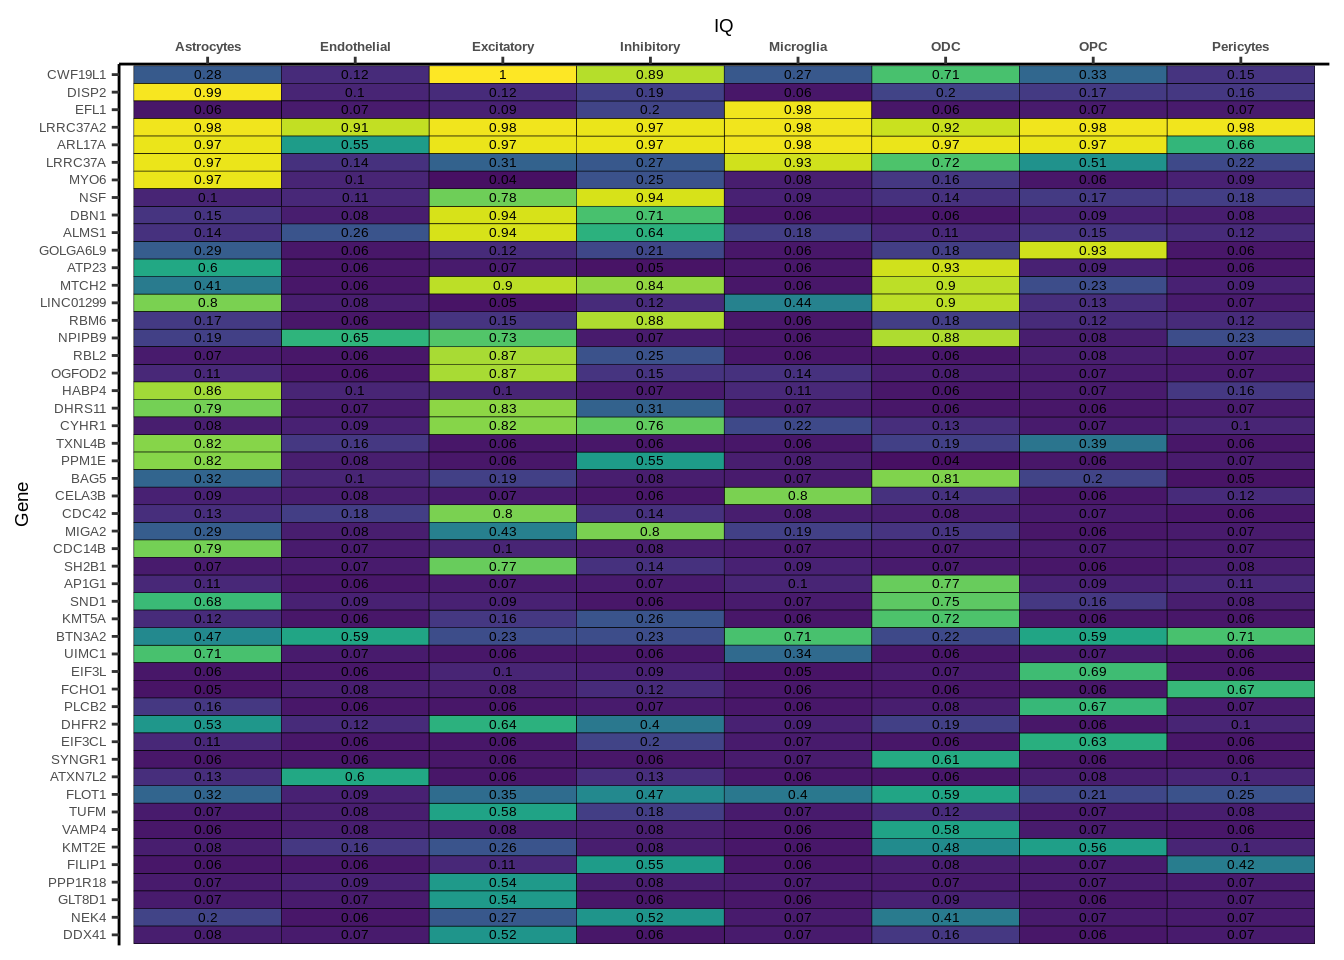 IQ
Astrocytes Endothelial Excitatory Inhibitory Microglia ODC OPC Pericytes
Gene
CWF19L1 0.28 0.12 1 0.89 0.27 0.71 0.33 0.15
DISP2 0.99 0.1 0.12 0.19 0.06 0.2 0.17 0.16
EFL1 0.06 0.07 0.09 0.2 0.98 0.06 0.07 0.07
LRRC37A2 0.98 0.91 0.98 0.97 0.98 0.92 0.98 0.98
ARL17A 0.97 0.55 0.97 0.97 0.98 0.97 0.97 0.66
LRRC37A 0.97 0.14 0.31 0.27 0.93 0.72 0.51 0.22
MYO6 0.97 0.1 0.04 0.25 0.08 0.16 0.06 0.09
NSF 0.1 0.11 0.78 0.94 0.09 0.14 0.17 0.18
DBN1 0.15 0.08 0.94 0.71 0.06 0.06 0.09 0.08
ALMS1 0.14 0.26 0.94 0.64 0.18 0.11 0.15 0.12
GOLGA6L9 0.29 0.06 0.12 0.21 0.06 0.18 0.93 0.06
ATP23 0.6 0.06 0.07 0.05 0.06 0.93 0.09 0.06
MTCH2 0.41 0.06 0.9 0.84 0.06 0.9 0.23 0.09
LINC01299 0.8 0.08 0.05 0.12 0.44 0.9 0.13 0.07
RBM6 0.17 0.06 0.15 0.88 0.06 0.18 0.12 0.12
NPIPB9 0.19 0.65 0.73 0.07 0.06 0.88 0.08 0.23
RBL2 0.07 0.06 0.87 0.25 0.06 0.06 0.08 0.07
OGFOD2 0.11 0.06 0.87 0.15 0.14 0.08 0.07 0.07
HABP4 0.86 0.1 0.1 0.07 0.11 0.06 0.07 0.16
DHRS11 0.79 0.07 0.83 0.31 0.07 0.06 0.06 0.07
CYHR1 0.08 0.09 0.82 0.76 0.22 0.13 0.07 0.1
TXNL4B 0.82 0.16 0.06 0.06 0.06 0.19 0.39 0.06
PPM1E 0.82 0.08 0.06 0.55 0.08 0.04 0.06 0.07
BAG5 0.32 0.1 0.19 0.08 0.07 0.81 0.2 0.05
CELA3B 0.09 0.08 0.07 0.06 0.8 0.14 0.06 0.12
CDC42 0.13 0.18 0.8 0.14 0.08 0.08 0.07 0.06
MIGA2 0.29 0.08 0.43 0.8 0.19 0.15 0.06 0.07
CDC14B 0.79 0.07 0.1 0.08 0.07 0.07 0.07 0.07
SH2B1 0.07 0.07 0.77 0.14 0.09 0.07 0.06 0.08
AP1G1 0.11 0.06 0.07 0.07 0.1 0.77 0.09 0.11
SND1 0.68 0.09 0.09 0.06 0.07 0.75 0.16 0.08
KMT5A 0.12 0.06 0.16 0.26 0.06 0.72 0.06 0.06
BTN3A2 0.47 0.59 0.23 0.23 0.71 0.22 0.59 0.71
UIMC1 0.71 0.07 0.06 0.06 0.34 0.06 0.07 0.06
EIF3L 0.06 0.06 0.1 0.09 0.05 0.07 0.69 0.06
FCHO1 0.05 0.08 0.08 0.12 0.06 0.06 0.06 0.67
PLCB2 0.16 0.06 0.06 0.07 0.06 0.08 0.67 0.07
DHFR2 0.53 0.12 0.64 0.4 0.09 0.19 0.06 0.1
EIF3CL 0.11 0.06 0.06 0.2 0.07 0.06 0.63 0.06
SYNGR1 0.06 0.06 0.06 0.06 0.07 0.61 0.06 0.06
ATXN7L2 0.13 0.6 0.06 0.13 0.06 0.06 0.08 0.1
FLOT1 0.32 0.09 0.35 0.47 0.4 0.59 0.21 0.25
TUFM 0.07 0.08 0.58 0.18 0.07 0.12 0.07 0.08
VAMP4 0.06 0.08 0.08 0.08 0.06 0.58 0.07 0.06
KMT2E 0.08 0.16 0.26 0.08 0.06 0.48 0.56 0.1
FILIP1 0.06 0.06 0.11 0.55 0.06 0.08 0.07 0.42
PPP1R18 0.07 0.09 0.54 0.08 0.07 0.07 0.07 0.07
GLT8D1 0.07 0.07 0.54 0.06 0.06 0.09 0.06 0.07
NEK4 0.2 0.06 0.27 0.52 0.07 0.41 0.07 0.07
DDX41 0.08 0.07 0.52 0.06 0.07 0.16 0.06 0.07